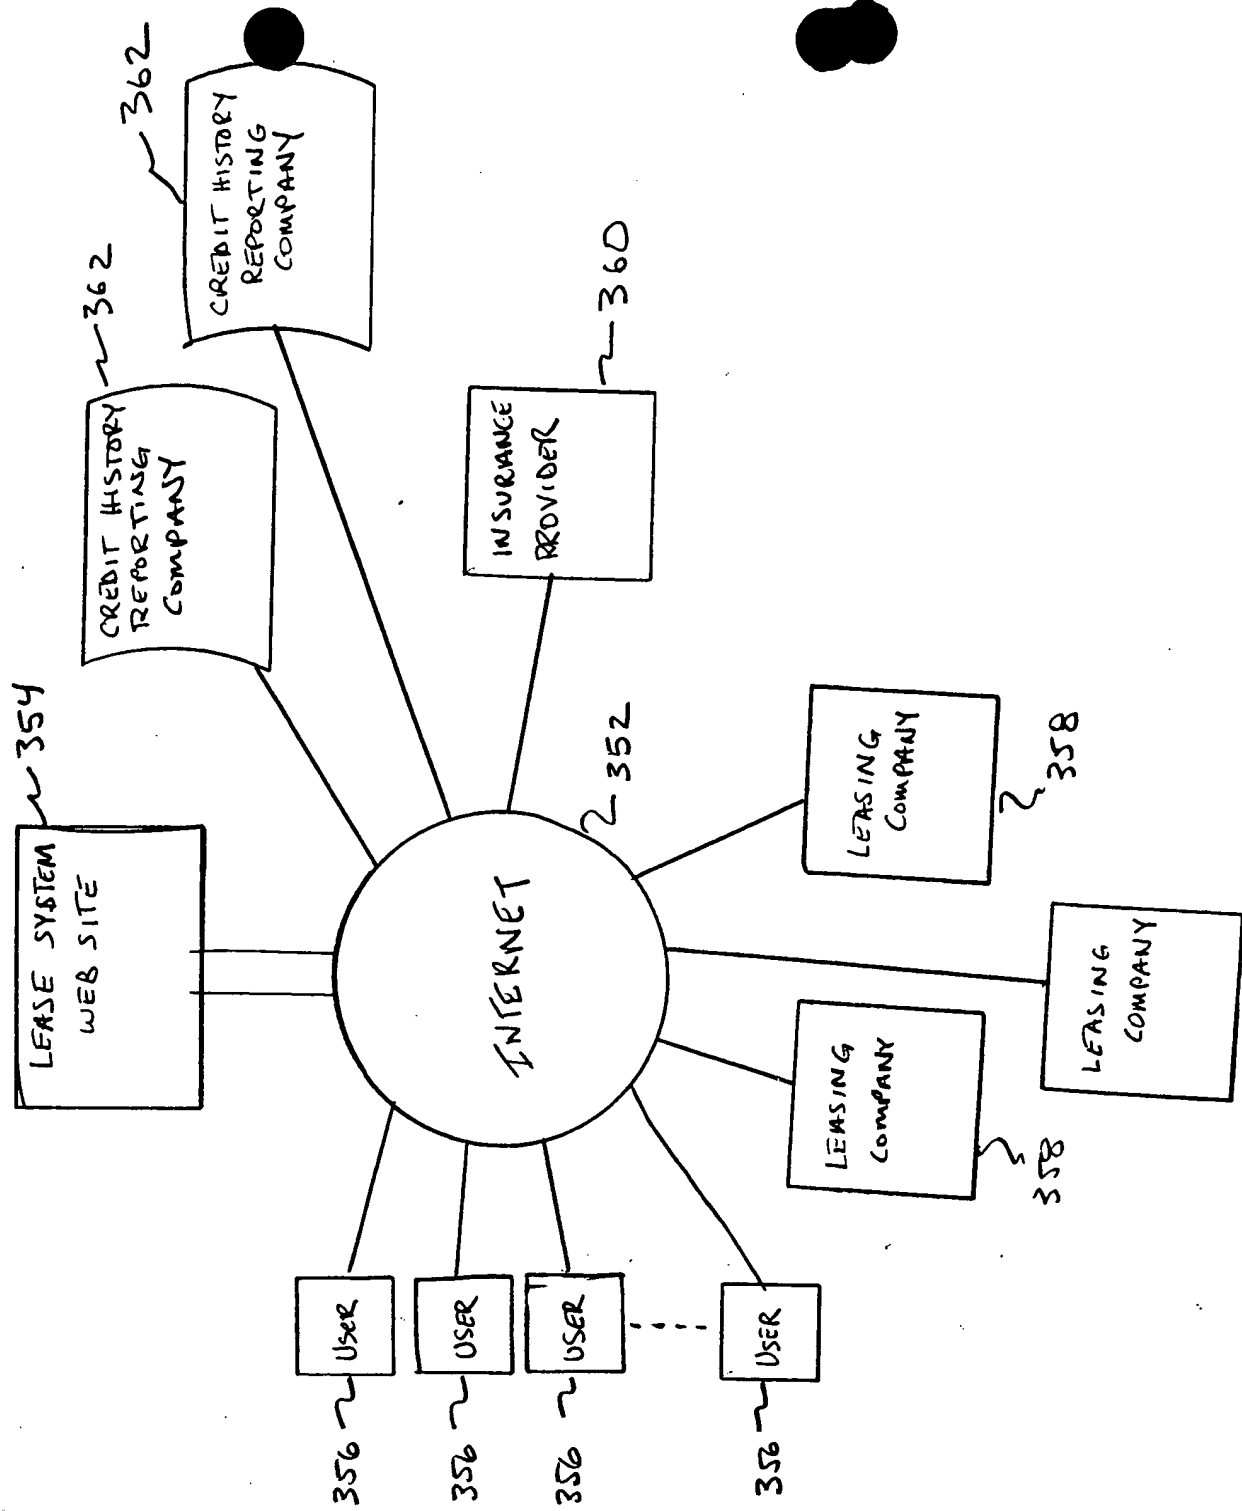 LEASE SYSTEM
WEB SITE
354
CREDIT HISTORY
REPORTING
COMPANY
362
CREDIT HISTORY
REPORTING
COMPANY
362
INSURANCE
PROVIDER
360
INTERNET
352
USER
356
USER
356
USER
356
USER
356
LEASING
COMPANY
358
LEASING
COMPANY
LEASING
COMPANY
358